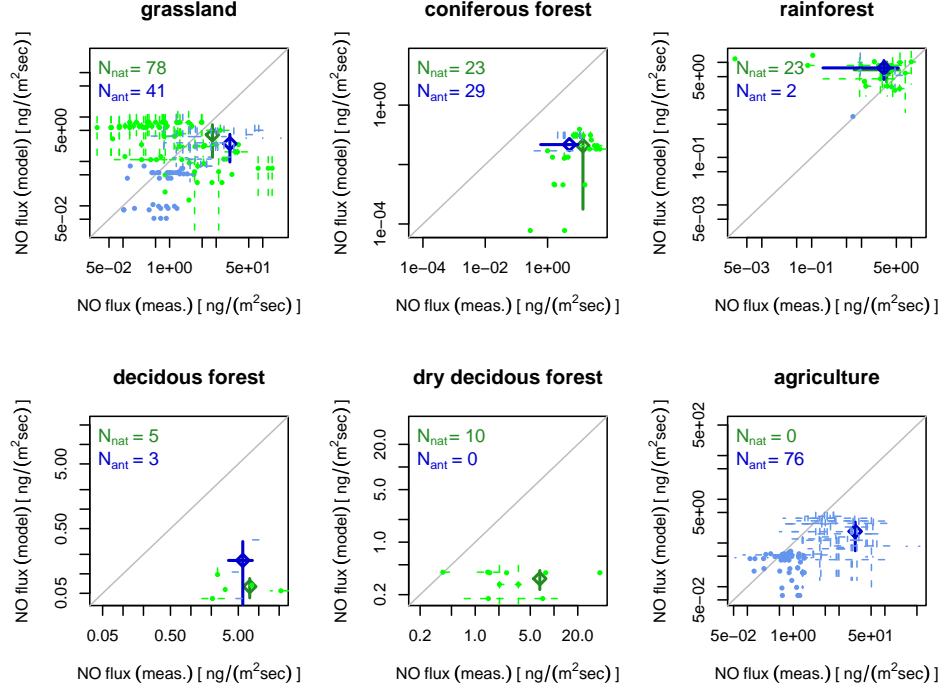 grassland
N_nat = 78
N_ant = 41
NO flux (model) [ ng/(m²sec)]
5e-02
5e+00
5e-02
1e+00
5e+01
NO flux (meas.) [ ng/(m²sec) ]
coniferous forest
N_nat = 23
N_ant = 29
NO flux (model) [ ng/(m²sec)]
1e-04
1e+00
1e-04
1e+00
NO flux (meas.) [ ng/(m²sec) ]
rainforest
N_nat = 23
N_ant = 2
NO flux (model) [ ng/(m²sec)]
5e-03
1e-01
5e+00
5e-03
1e-01
5e+00
NO flux (meas.) [ ng/(m²sec) ]
decidous forest
N_nat = 5
N_ant = 3
NO flux (model) [ ng/(m²sec)]
0.05
0.50
5.00
0.05
0.50
5.00
NO flux (meas.) [ ng/(m²sec) ]
dry decidous forest
N_nat = 10
N_ant = 0
NO flux (model) [ ng/(m²sec)]
0.2
1.0
5.0
20.0
0.2
1.0
5.0
20.0
NO flux (meas.) [ ng/(m²sec) ]
agriculture
N_nat = 0
N_ant = 76
NO flux (model) [ ng/(m²sec)]
5e-02
5e+00
5e+02
5e-02
1e+00
5e+01
NO flux (meas.) [ ng/(m²sec) ]